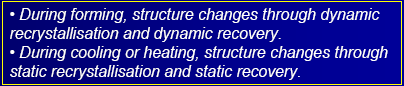 • During forming, structure changes through dynamic
recrystallisation and dynamic recovery.
• During cooling or heating, structure changes through
static recrystallisation and static recovery.